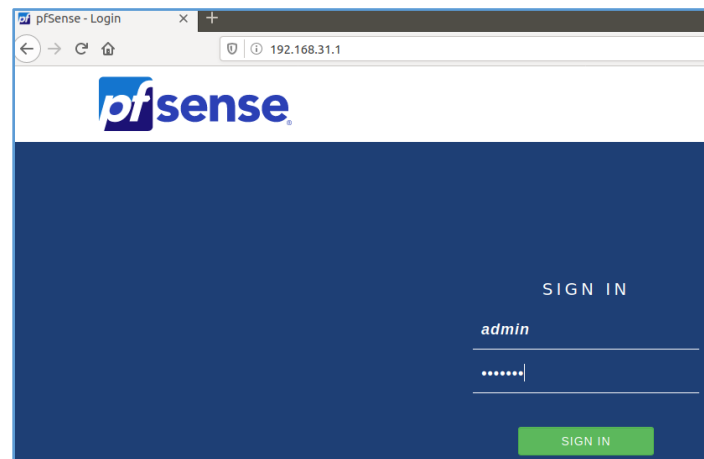 pfSense - Login
192.168.31.1
pfsense
SIGN IN
admin
•••••••
SIGN IN